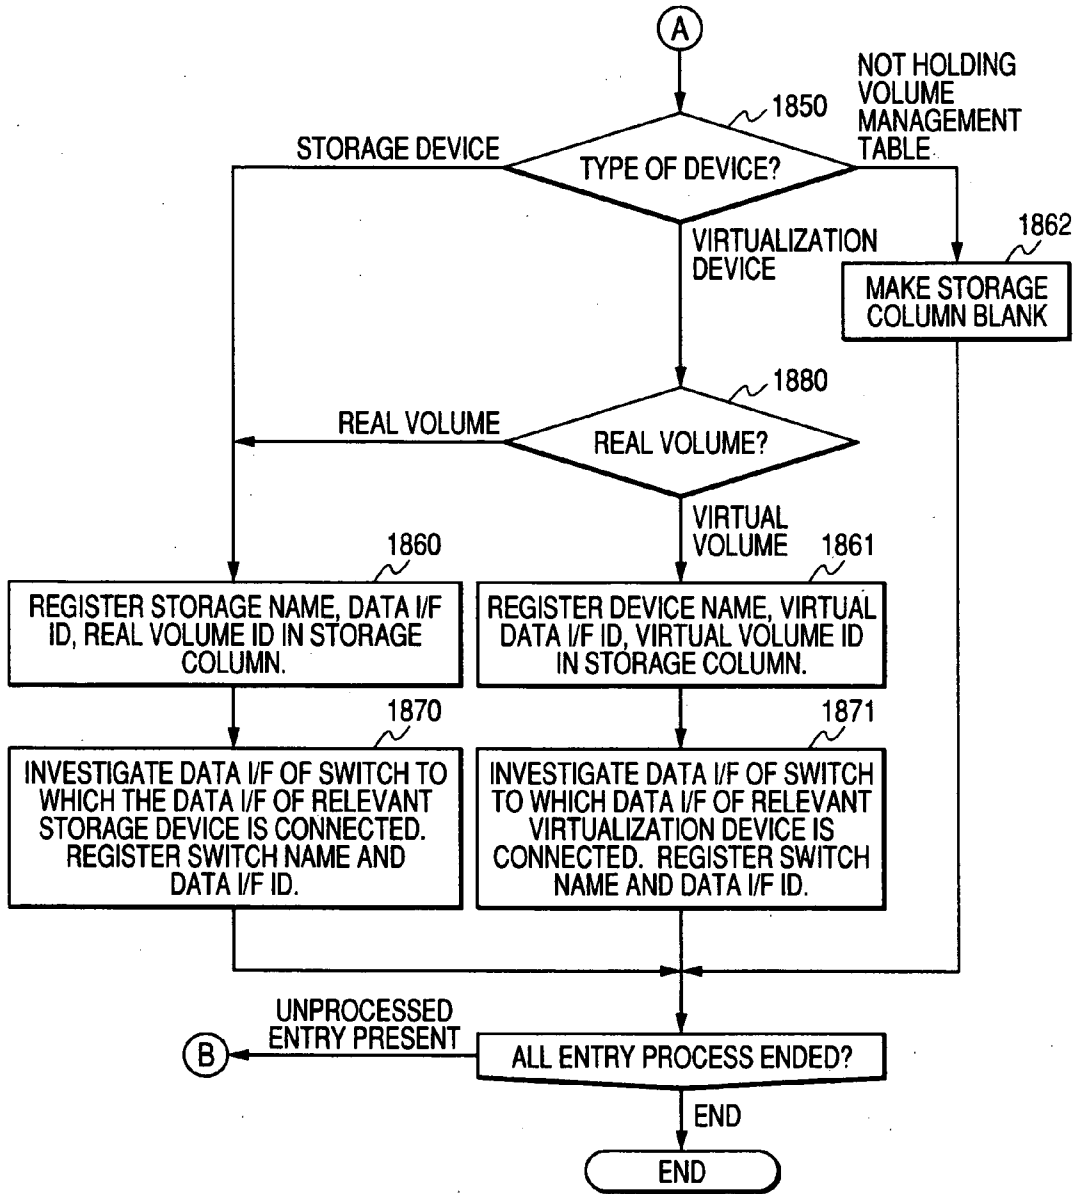 A
NOT HOLDING
VOLUME
MANAGEMENT
TABLE
1850
STORAGE DEVICE
TYPE OF DEVICE?
VIRTUALIZATION
DEVICE
1862
MAKE STORAGE
COLUMN BLANK
1880
REAL VOLUME
REAL VOLUME?
VIRTUAL
VOLUME
1860
REGISTER STORAGE NAME, DATA I/F
ID, REAL VOLUME ID IN STORAGE
COLUMN.
1861
REGISTER DEVICE NAME, VIRTUAL
DATA I/F ID, VIRTUAL VOLUME ID
IN STORAGE COLUMN.
1870
INVESTIGATE DATA I/F OF SWITCH TO
WHICH THE DATA I/F OF RELEVANT
STORAGE DEVICE IS CONNECTED.
REGISTER SWITCH NAME AND
DATA I/F ID.
1871
INVESTIGATE DATA I/F OF SWITCH
TO WHICH DATA I/F OF RELEVANT
VIRTUALIZATION DEVICE IS
CONNECTED. REGISTER SWITCH
NAME AND DATA I/F ID.
UNPROCESSED
ENTRY PRESENT
B
ALL ENTRY PROCESS ENDED?
END
END